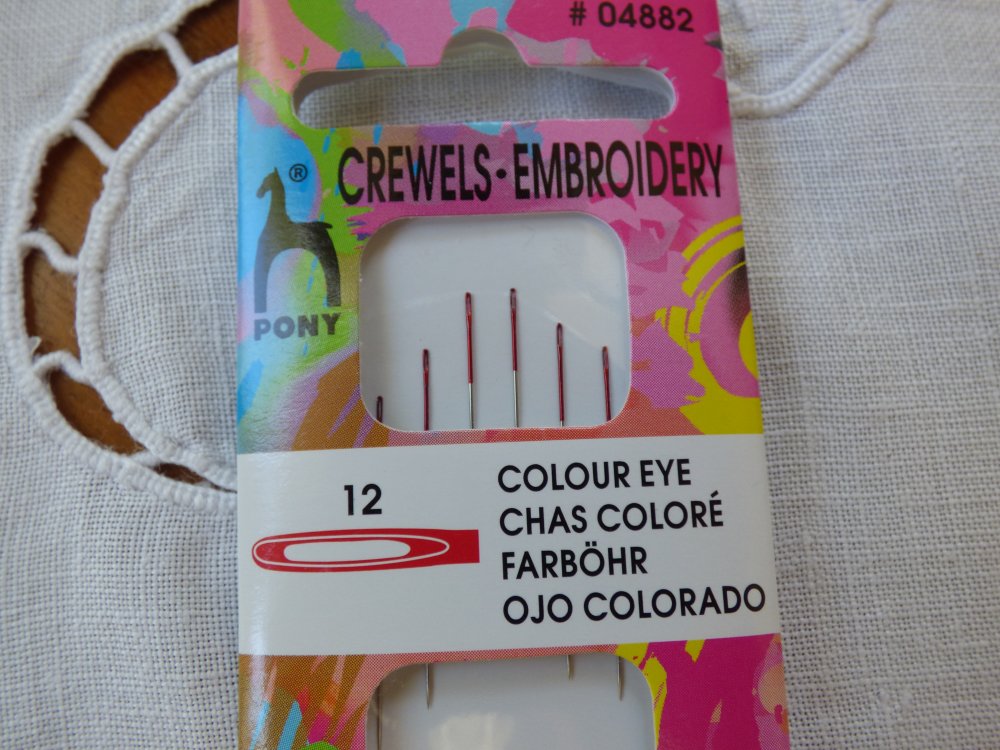 # 04882
CREWELS · EMBROIDERY
®
PONY
12
COLOUR EYE
CHAS COLORÉ
FARBÖHR
OJO COLORADO